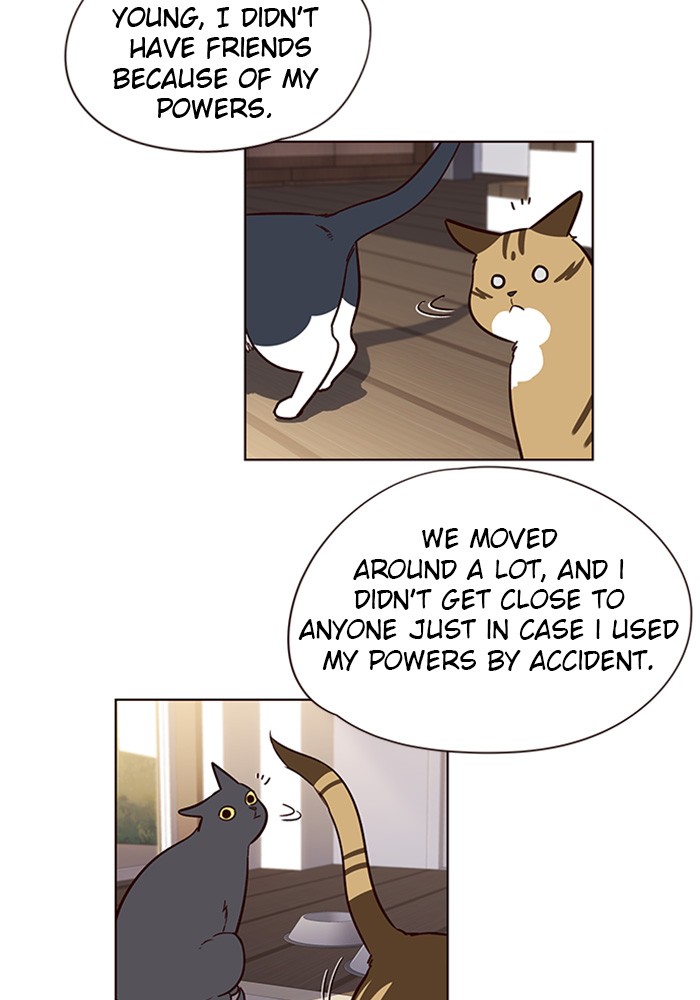 YOUNG, I DIDN'T
HAVE FRIENDS
BECAUSE OF MY
POWERS.
WE MOVED
AROUND A LOT, AND I
DIDN'T GET CLOSE TO
ANYONE JUST IN CASE I USED
MY POWERS BY ACCIDENT.